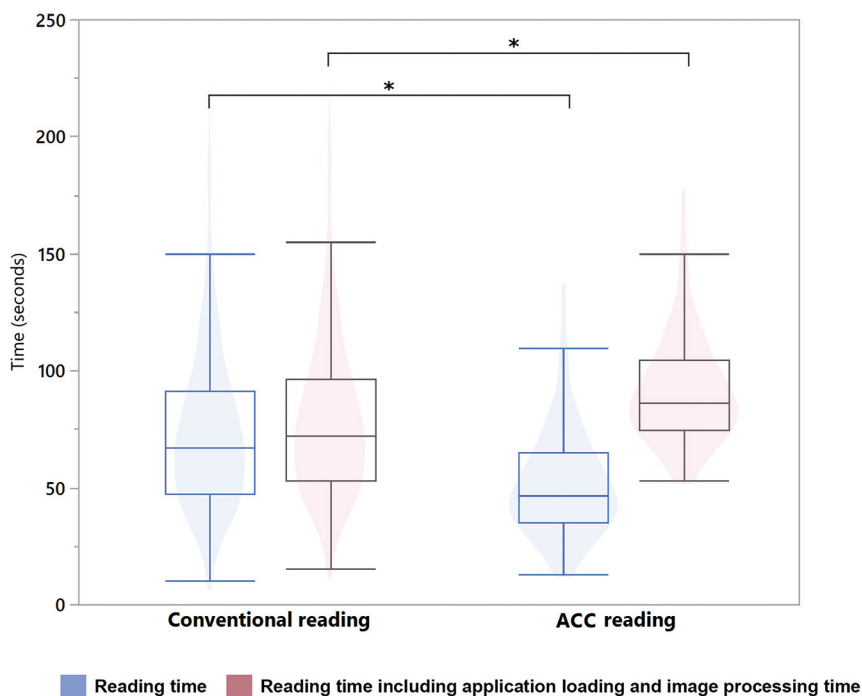 250
*
*
200
150
Time (seconds)
100
50
0
Conventional reading
ACC reading
Reading time
Reading time including application loading and image processing time